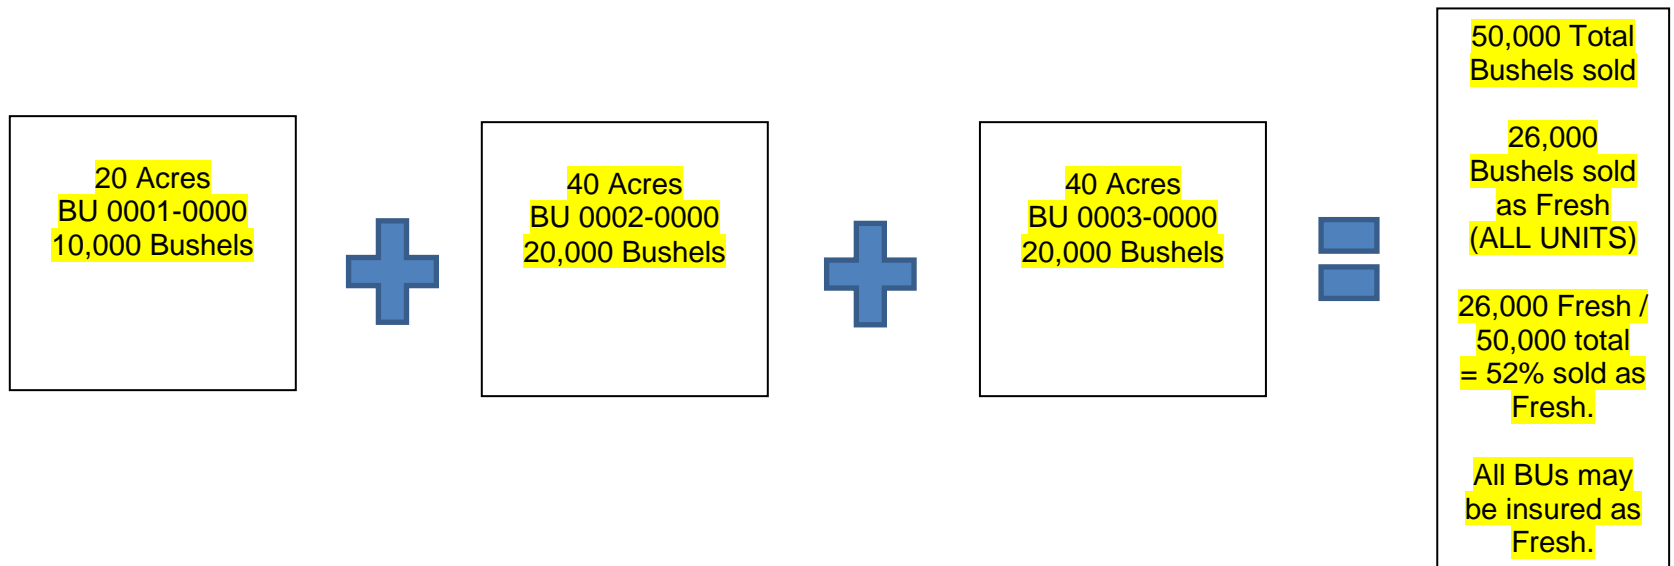 20 Acres
BU 0001-0000
10,000 Bushels
40 Acres
BU 0002-0000
20,000 Bushels
40 Acres
BU 0003-0000
20,000 Bushels
50,000 Total
Bushels sold
26,000
Bushels sold
as Fresh
(ALL UNITS)
26,000 Fresh /
50,000 total
= 52% sold as
Fresh.
All BUs may
be insured as
Fresh.